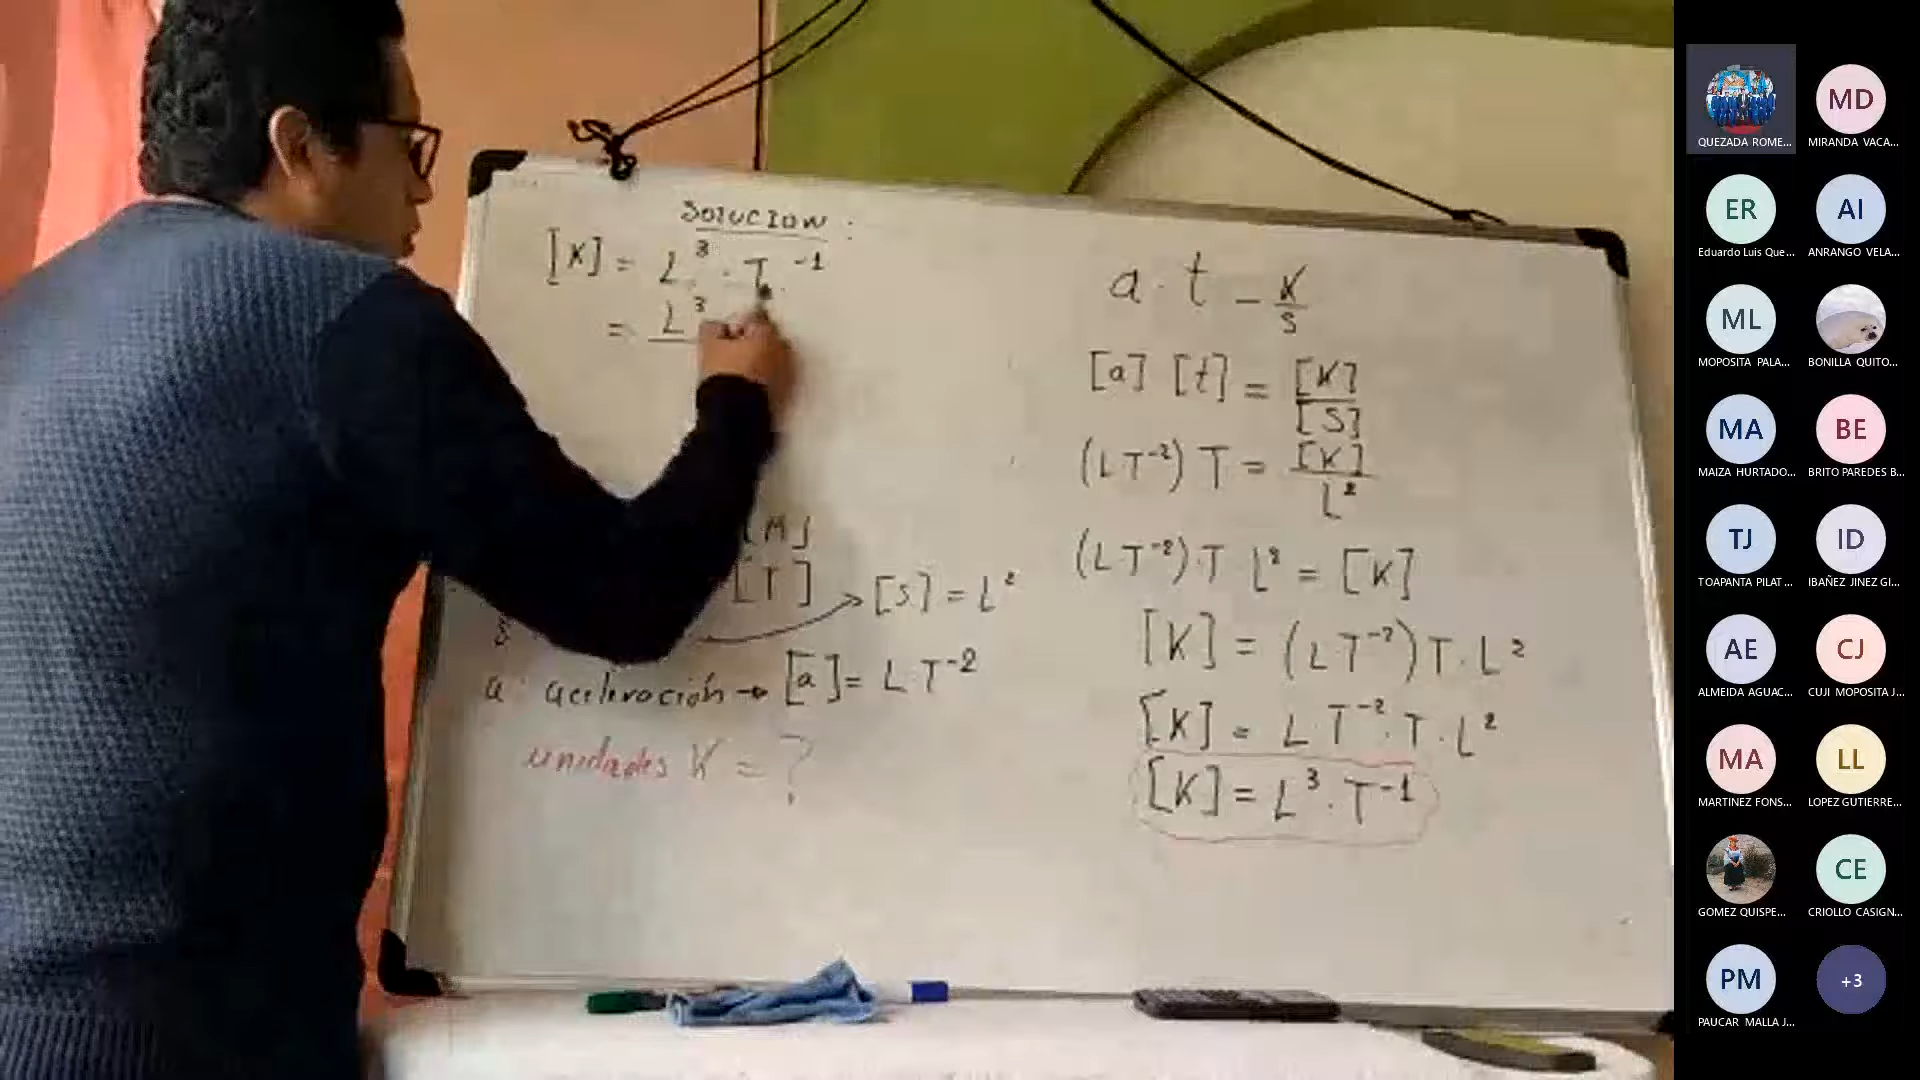 SOLUCION :
[K] = L³ · T⁻¹
= L³
[M]
[T]
[S] = L²
a : aceleración → [a] = L T⁻²
unidades K = ?
a · t = K/S
[a] [t] = [K]/[S]
(LT⁻²) T = [K]/L²
(LT⁻²) · T L² = [K]
[K] = (LT⁻²) T · L²
[K] = L T⁻² · T · L²
[K] = L³ · T⁻¹
QUEZADA ROME...
MD
MIRANDA VACA...
ER
Eduardo Luis Que...
AI
ANRANGO VELA...
ML
MOPOSITA PALA...
BONILLA QUITO...
MA
MAIZA HURTADO...
BE
BRITO PAREDES B...
TJ
TOAPANTA PILAT...
ID
IBAÑEZ JINEZ GI...
AE
ALMEIDA AGUAC...
CJ
CUJI MOPOSITA J...
MA
MARTINEZ FONS...
LL
LOPEZ GUTIERRE...
GOMEZ QUISPE...
CE
CRIOLLO CASIGN...
PM
PAUCAR MALLA J...
+3